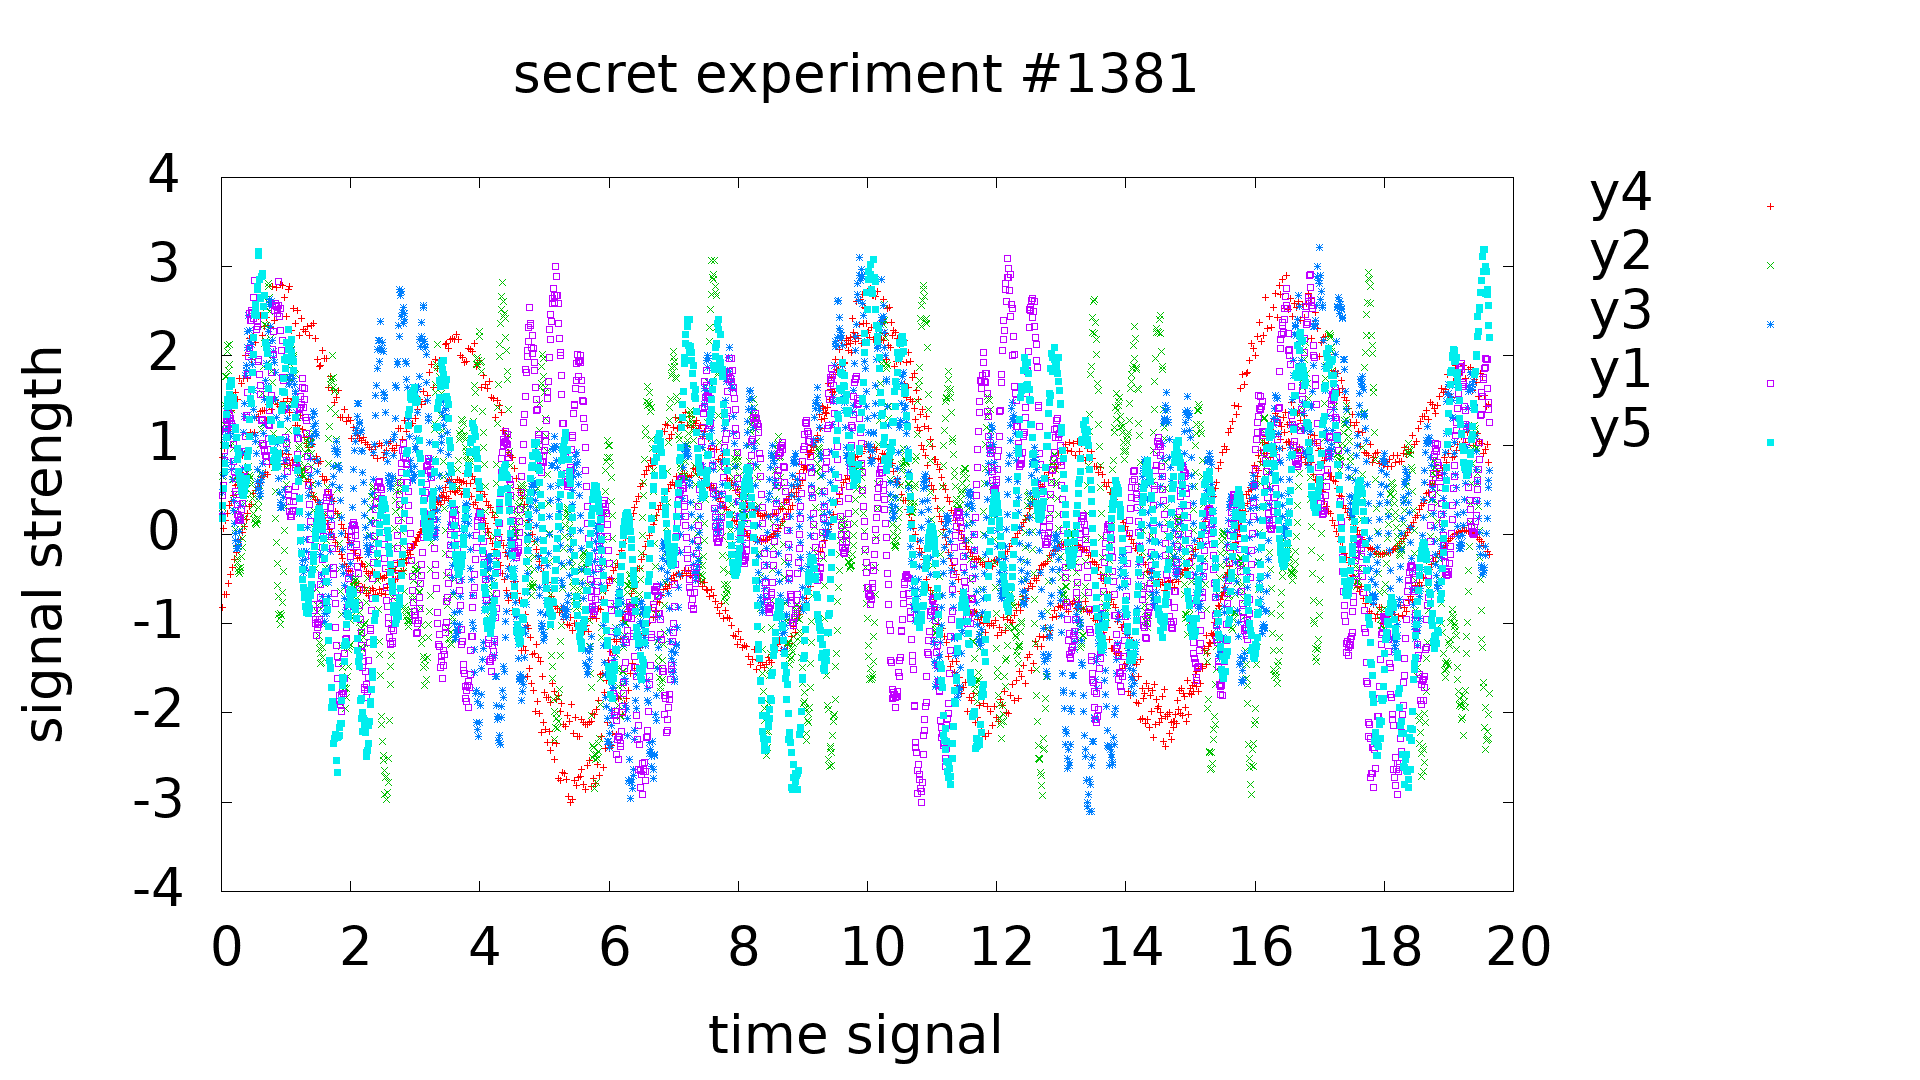 secret experiment #1381
signal strength
4
3
2
1
0
-1
-2
-3
-4
0 2 4 6 8 10 12 14 16 18 20
time signal
y4
y2
y3
y1
y5